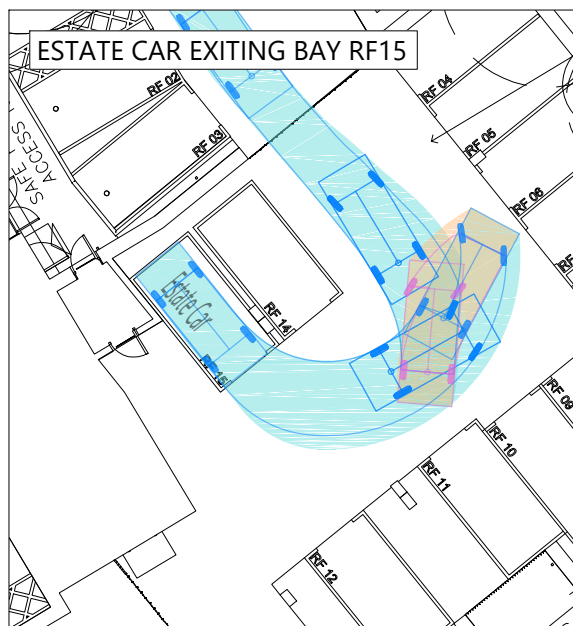 ESTATE CAR EXITING BAY RF15
RF 02
RF 03
RF 04
RF 05
RF 06
SAFE
ACCESS
Estate Car
RF 14
RF 15
RF 09
RF 10
RF 11
RF 12